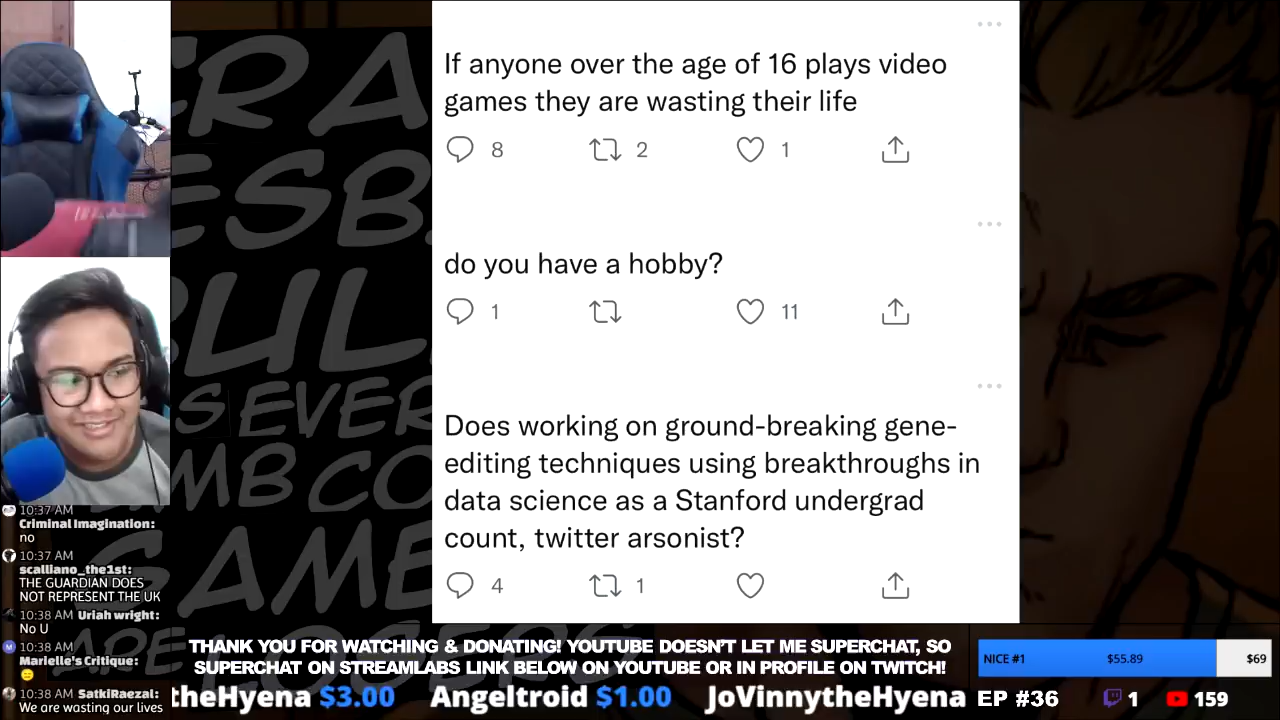 If anyone over the age of 16 plays video
games they are wasting their life
8 2 1
do you have a hobby?
1 11
Does working on ground-breaking gene-
editing techniques using breakthroughs in
data science as a Stanford undergrad
count, twitter arsonist?
4 1
10:37 AM
Criminal Imagination:
no
10:37 AM
scalliano_the1st:
THE GUARDIAN DOES
NOT REPRESENT THE UK
10:38 AM Uriah wright:
No U
10:38 AM
Marielle's Critique:
10:38 AM SatkiRaezal:
We are wasting our lives
THANK YOU FOR WATCHING & DONATING! YOUTUBE DOESN'T LET ME SUPERCHAT, SO
SUPERCHAT ON STREAMLABS LINK BELOW ON YOUTUBE OR IN PROFILE ON TWITCH!
NICE #1 $55.89 $69
theHyena $3.00 Angeltroid $1.00 JoVinnytheHyena EP #36 1 159
SEVER
GAME
ARE LOSERS